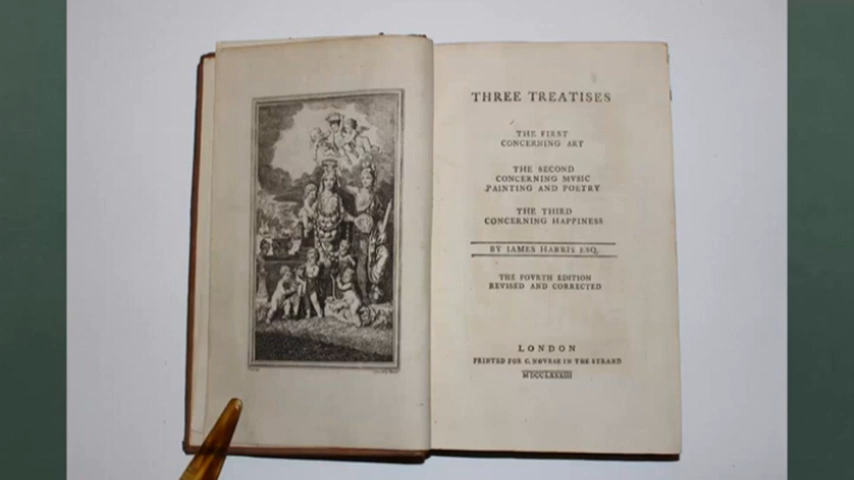 THREE TREATISES
THE FIRST
CONCERNING ART
THE SECOND
CONCERNING MVSIC
PAINTING AND POETRY
THE THIRD
CONCERNING HAPPINESS
BY IAMES HARRIS ESQ.
THE FOVRTH EDITION
REVISED AND CORRECTED
LONDON
PRINTED FOR C. NOVRSE IN THE STRAND
MDCCLXXXIII